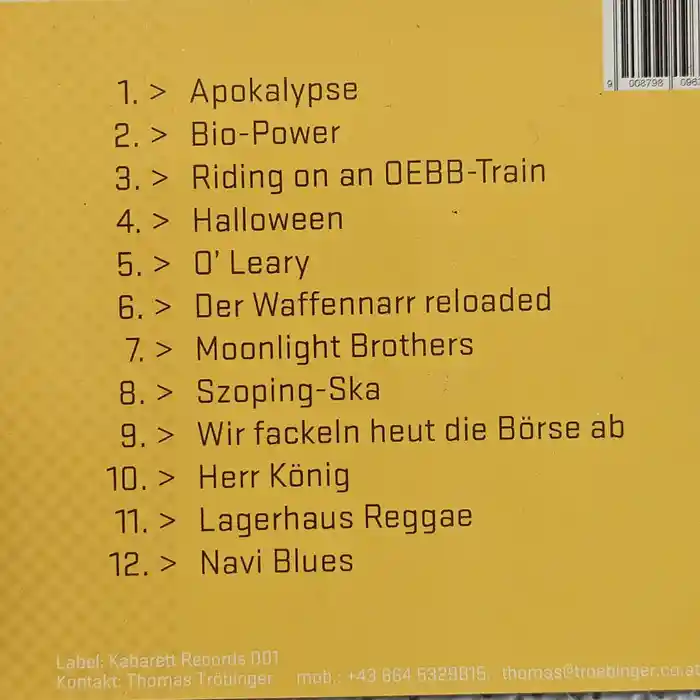 9 008798 096
1. > Apokalypse
2. > Bio-Power
3. > Riding on an OEBB-Train
4. > Halloween
5. > O' Leary
6. > Der Waffennarr reloaded
7. > Moonlight Brothers
8. > Szoping-Ska
9. > Wir fackeln heut die Börse ab
10. > Herr König
11. > Lagerhaus Reggae
12. > Navi Blues
Label: Kabarett Records 001
Kontakt: Thomas Tröbinger mob.: +43 664 5329815, thomas@troebinger.co.at